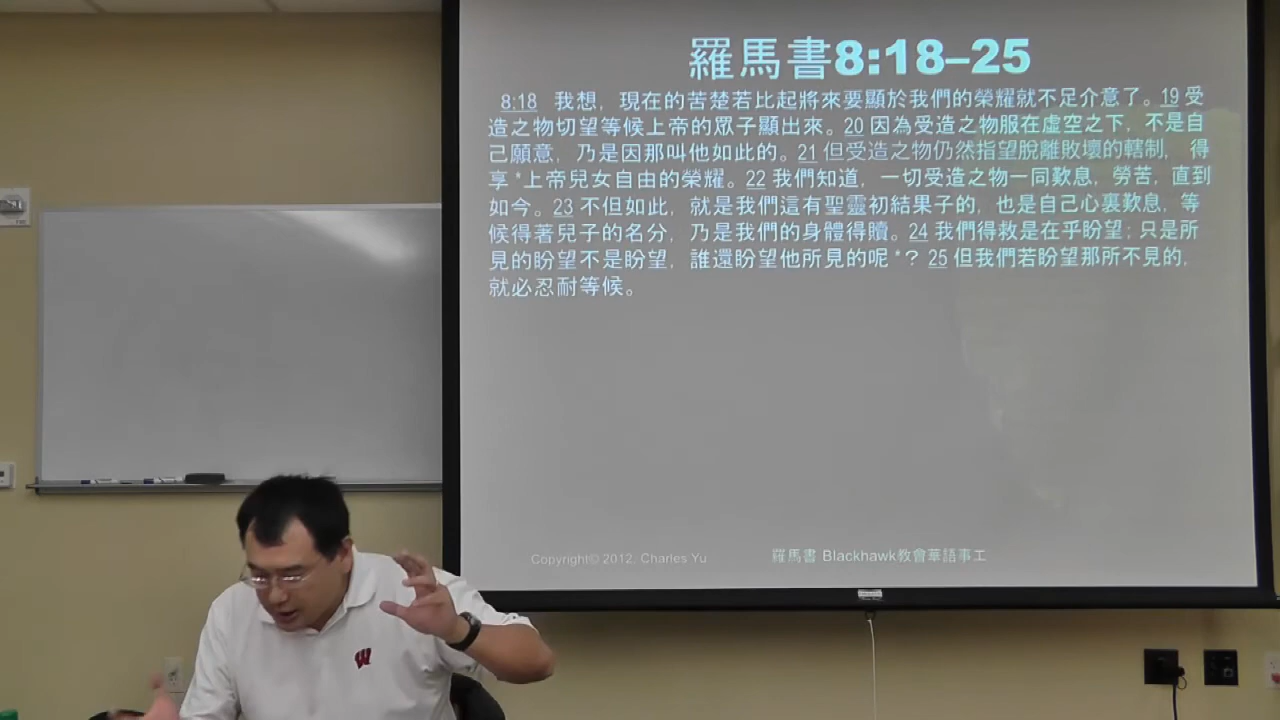 羅馬書8:18–25
8:18 我想，現在的苦楚若比起將來要顯於我們的榮耀就不足介意了。19 受
造之物切望等候上帝的眾子顯出來。20 因為受造之物服在虛空之下，不是自
己願意，乃是因那叫他如此的。21 但受造之物仍然指望脫離敗壞的轄制，得
享 *上帝兒女自由的榮耀。22 我們知道，一切受造之物一同歎息，勞苦，直到
如今。23 不但如此，就是我們這有聖靈初結果子的，也是自己心裏歎息，等
候得著兒子的名分，乃是我們的身體得贖。24 我們得救是在乎盼望；只是所
見的盼望不是盼望，誰還盼望他所見的呢 *？25 但我們若盼望那所不見的，
就必忍耐等候。
Copyright© 2012, Charles Yu
羅馬書 Blackhawk教會華語事工
W